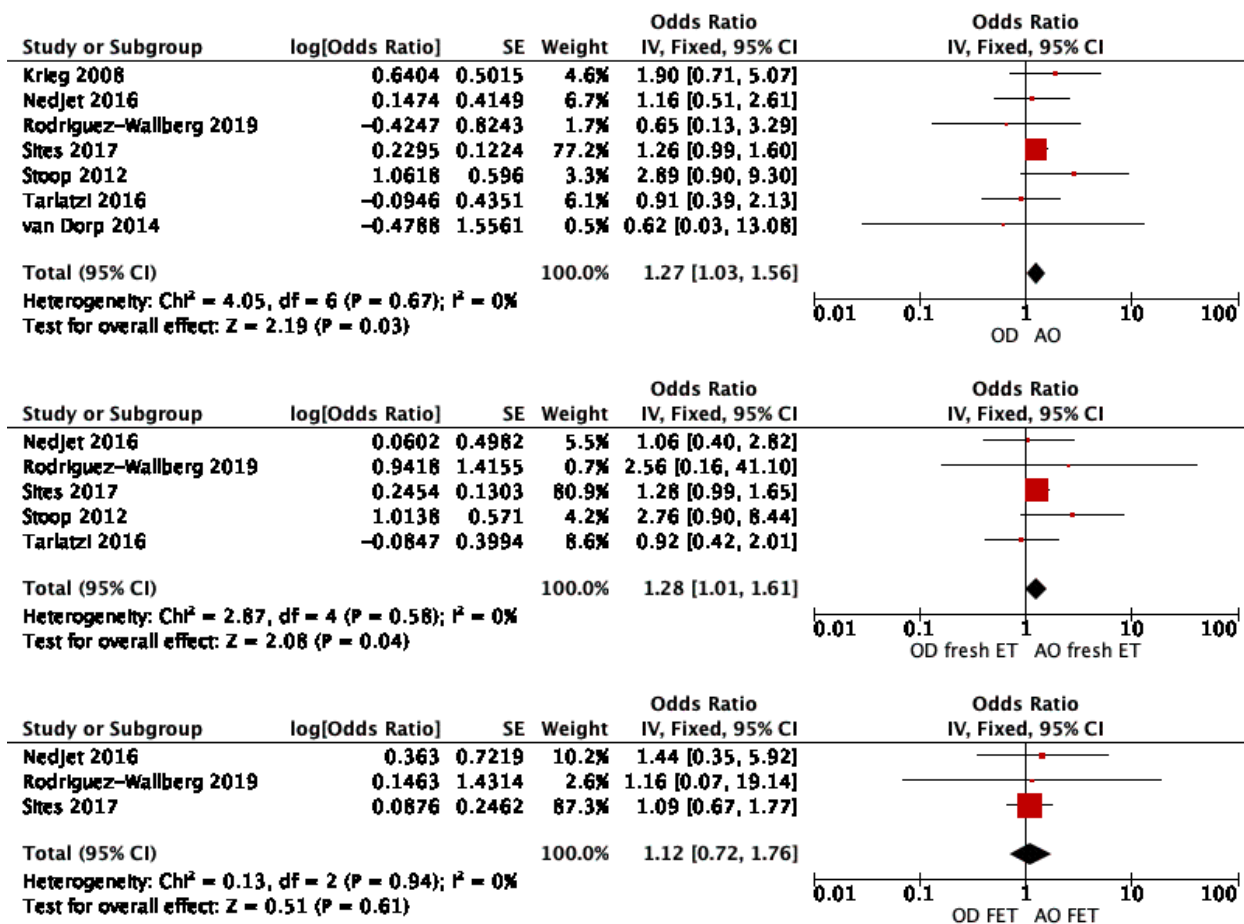 Odds Ratio Odds Ratio
Study or Subgroup log[Odds Ratio] SE Weight IV, Fixed, 95% CI IV, Fixed, 95% CI
Krieg 2008 0.6404 0.5015 4.6% 1.90 [0.71, 5.07]
Nedjet 2016 0.1474 0.4149 6.7% 1.16 [0.51, 2.61]
Rodriguez-Wallberg 2019 −0.4247 0.8243 1.7% 0.65 [0.13, 3.29]
Sites 2017 0.2295 0.1224 77.2% 1.26 [0.99, 1.60]
Stoop 2012 1.0618 0.596 3.3% 2.89 [0.90, 9.30]
Tarlatzi 2016 −0.0946 0.4351 6.1% 0.91 [0.39, 2.13]
van Dorp 2014 −0.4788 1.5561 0.5% 0.62 [0.03, 13.08]
Total (95% CI) 100.0% 1.27 [1.03, 1.56]
Heterogeneity: Chi² = 4.05, df = 6 (P = 0.67); I² = 0%
Test for overall effect: Z = 2.19 (P = 0.03)
0.01 0.1 1 10 100
OD AO
Odds Ratio Odds Ratio
Study or Subgroup log[Odds Ratio] SE Weight IV, Fixed, 95% CI IV, Fixed, 95% CI
Nedjet 2016 0.0602 0.4982 5.5% 1.06 [0.40, 2.82]
Rodriguez-Wallberg 2019 0.9418 1.4155 0.7% 2.56 [0.16, 41.10]
Sites 2017 0.2454 0.1303 80.9% 1.28 [0.99, 1.65]
Stoop 2012 1.0138 0.571 4.2% 2.76 [0.90, 8.44]
Tarlatzi 2016 −0.0847 0.3994 8.6% 0.92 [0.42, 2.01]
Total (95% CI) 100.0% 1.28 [1.01, 1.61]
Heterogeneity: Chi² = 2.87, df = 4 (P = 0.58); I² = 0%
Test for overall effect: Z = 2.08 (P = 0.04)
0.01 0.1 1 10 100
OD fresh ET AO fresh ET
Odds Ratio Odds Ratio
Study or Subgroup log[Odds Ratio] SE Weight IV, Fixed, 95% CI IV, Fixed, 95% CI
Nedjet 2016 0.363 0.7219 10.2% 1.44 [0.35, 5.92]
Rodriguez-Wallberg 2019 0.1463 1.4314 2.6% 1.16 [0.07, 19.14]
Sites 2017 0.0876 0.2462 87.3% 1.09 [0.67, 1.77]
Total (95% CI) 100.0% 1.12 [0.72, 1.76]
Heterogeneity: Chi² = 0.13, df = 2 (P = 0.94); I² = 0%
Test for overall effect: Z = 0.51 (P = 0.61)
0.01 0.1 1 10 100
OD FET AO FET